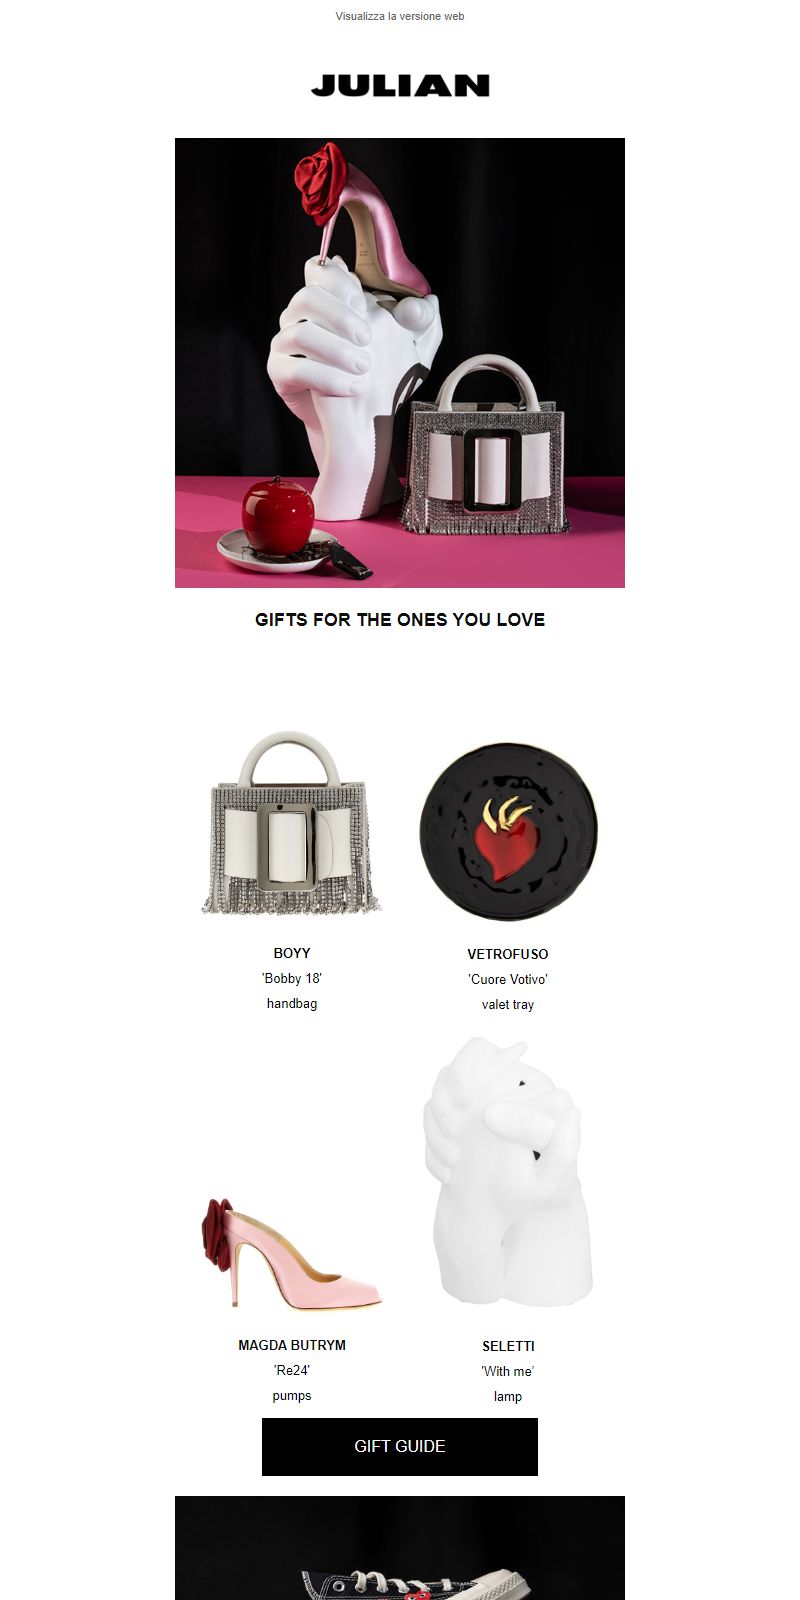 Visualizza la versione web
JULIAN
GIFTS FOR THE ONES YOU LOVE
BOYY
'Bobby 18'
handbag
VETROFUSO
'Cuore Votivo'
valet tray
MAGDA BUTRYM
'Re24'
pumps
SELETTI
'With me'
lamp
GIFT GUIDE